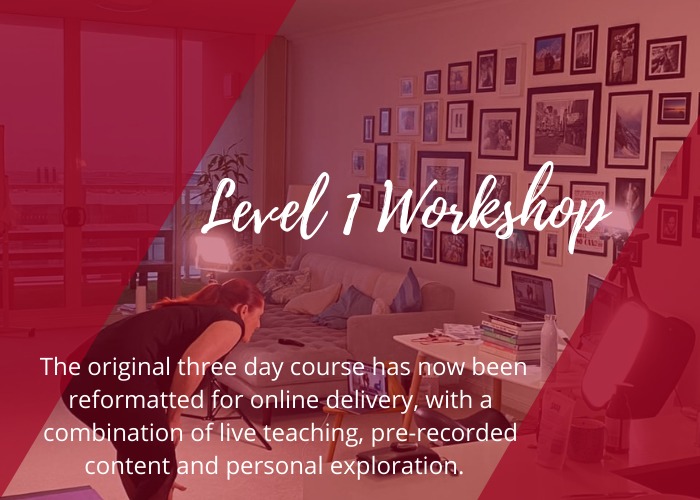 Level 1 Workshop
The original three day course has now been
reformatted for online delivery, with a
combination of live teaching, pre-recorded
content and personal exploration.